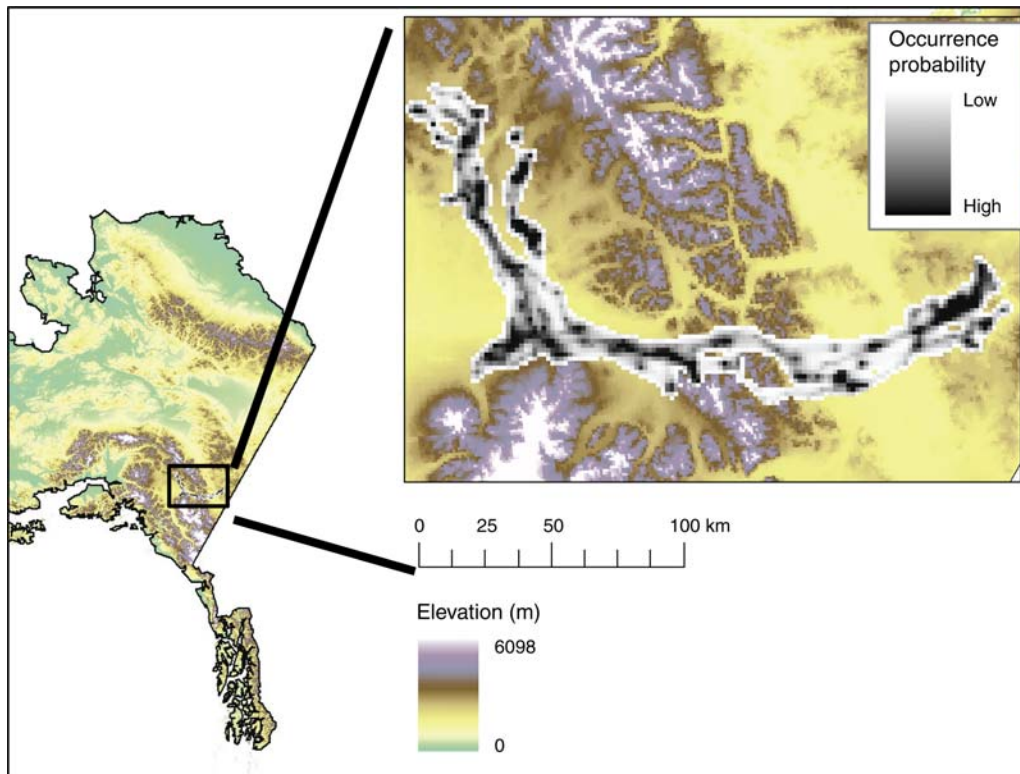 Occurrence
probability
Low
High
0 25 50 100 km
Elevation (m)
6098
0